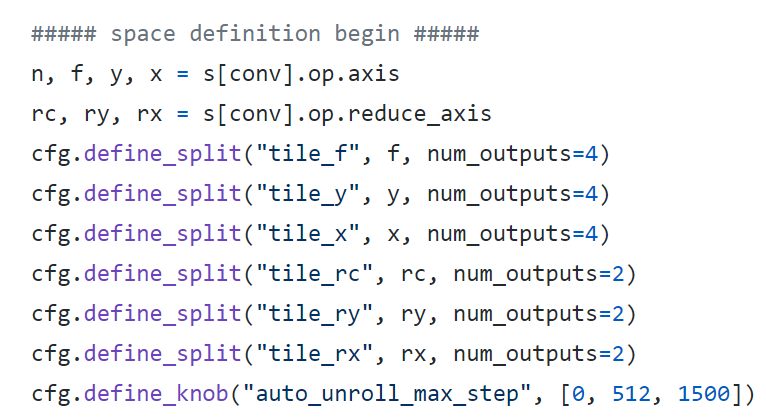 ##### space definition begin #####
n, f, y, x = s[conv].op.axis
rc, ry, rx = s[conv].op.reduce_axis
cfg.define_split("tile_f", f, num_outputs=4)
cfg.define_split("tile_y", y, num_outputs=4)
cfg.define_split("tile_x", x, num_outputs=4)
cfg.define_split("tile_rc", rc, num_outputs=2)
cfg.define_split("tile_ry", ry, num_outputs=2)
cfg.define_split("tile_rx", rx, num_outputs=2)
cfg.define_knob("auto_unroll_max_step", [0, 512, 1500])